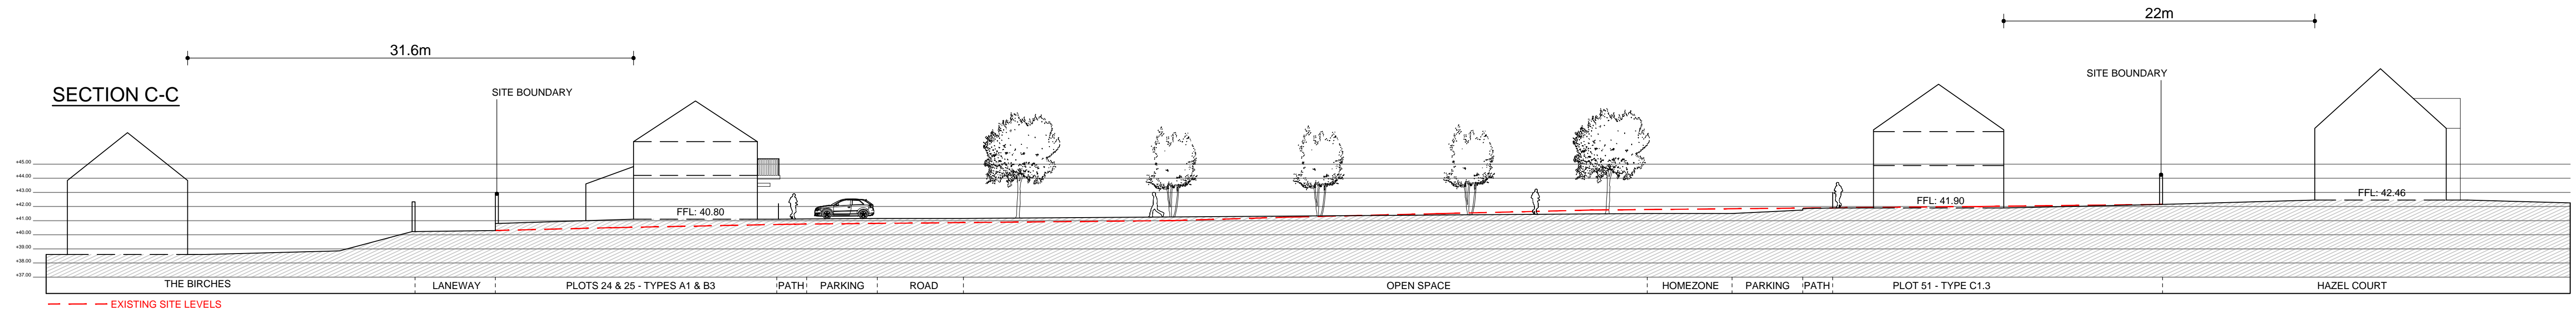 22m
31.6m
SITE BOUNDARY
SECTION C-C
SITE BOUNDARY
+45.00
+44.00
+43.00
+42.00
+41.00
+40.00
+39.00
+38.00
+37.00
FFL: 40.80
FFL: 41.90
FFL: 42.46
THE BIRCHES
LANEWAY
PLOTS 24 & 25 - TYPES A1 & B3
PATH
PARKING
ROAD
OPEN SPACE
HOMEZONE
PARKING
PATH
PLOT 51 - TYPE C1.3
HAZEL COURT
EXISTING SITE LEVELS